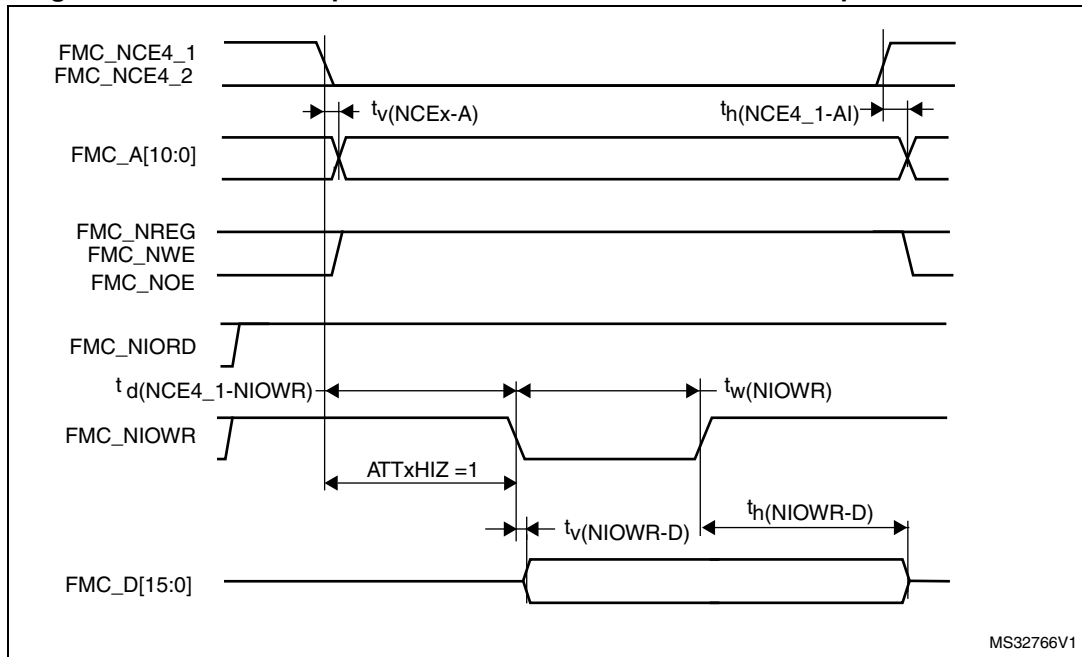 FMC_NCE4_1
FMC_NCE4_2
tv(NCEx-A)
th(NCE4_1-AI)
FMC_A[10:0]
FMC_NREG
FMC_NWE
FMC_NOE
FMC_NIORD
td(NCE4_1-NIOWR)
tw(NIOWR)
FMC_NIOWR
ATTxHIZ =1
tv(NIOWR-D)
th(NIOWR-D)
FMC_D[15:0]
MS32766V1